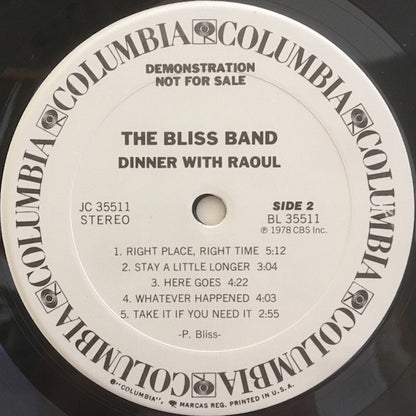 COLUMBIA COLUMBIA COLUMBIA COLUMBIA COLUMBIA COLUMBIA
DEMONSTRATION
NOT FOR SALE
THE BLISS BAND
DINNER WITH RAOUL
JC 35511 SIDE 2
STEREO BL 35511
℗ 1978 CBS Inc.
1. RIGHT PLACE, RIGHT TIME 5:12
2. STAY A LITTLE LONGER 3:04
3. HERE GOES 4:22
4. WHATEVER HAPPENED 4:03
5. TAKE IT IF YOU NEED IT 2:55
-P. Bliss-
"COLUMBIA", MARCAS REG. PRINTED IN U.S.A.